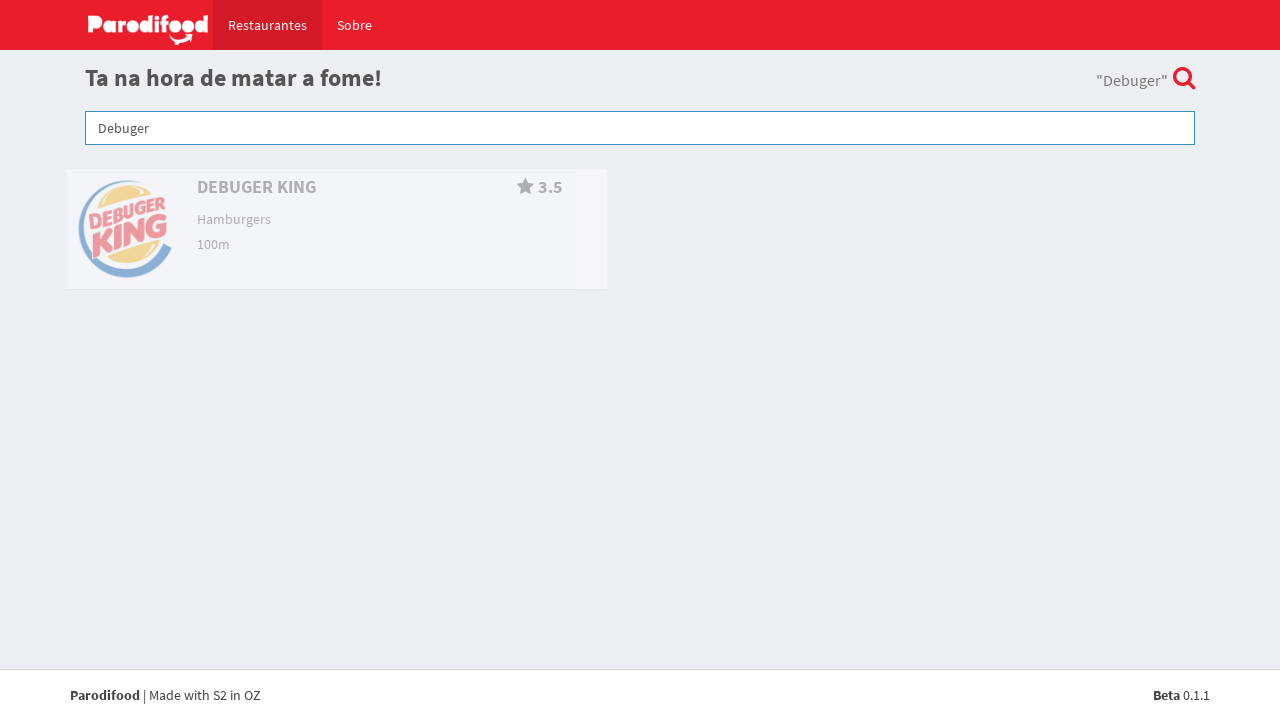 Parodifood Restaurantes Sobre
Ta na hora de matar a fome!
"Debuger"
Debuger
DEBUGER KING
DEBUGER KING
3.5
Hamburgers
100m
Parodifood | Made with S2 in OZ
Beta 0.1.1